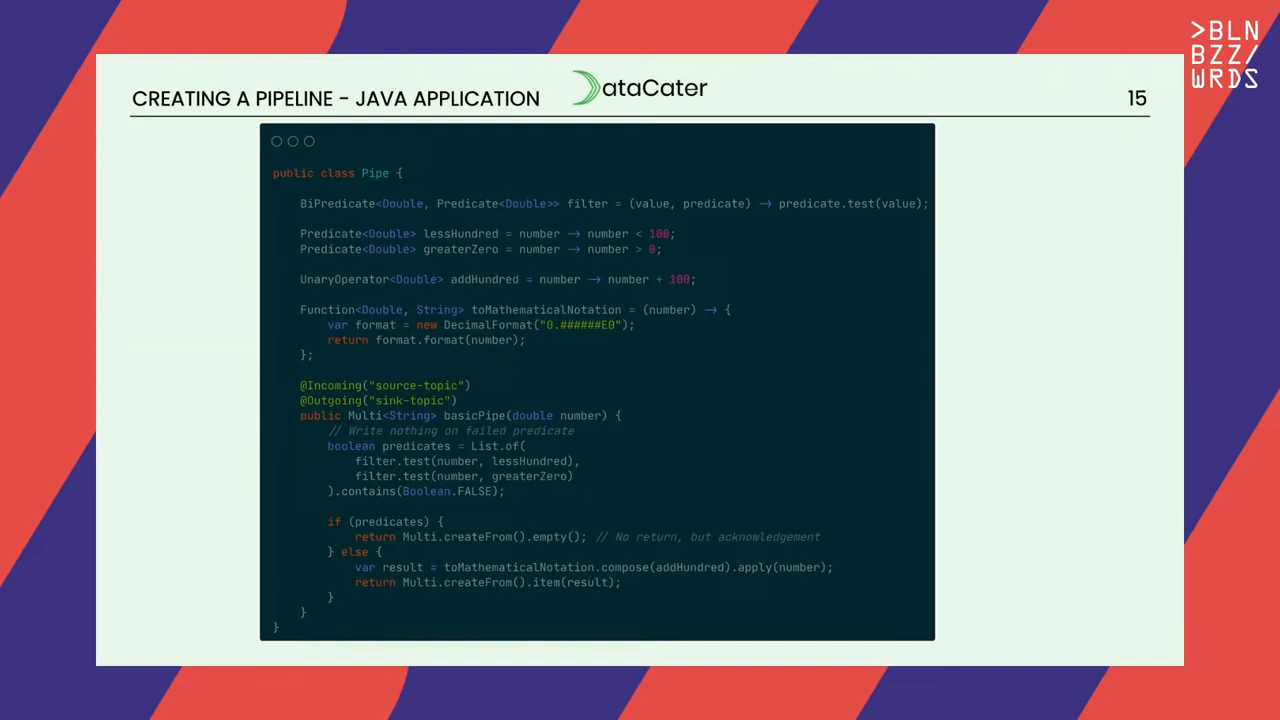 >BLN
BZZ/
WRDS
CREATING A PIPELINE - JAVA APPLICATION
DataCater
15
public class Pipe {
BiPredicate<Double, Predicate<Double>> filter = (value, predicate) -> predicate.test(value);
Predicate<Double> lessHundred = number -> number < 100;
Predicate<Double> greaterZero = number -> number > 0;
UnaryOperator<Double> addHundred = number -> number + 100;
Function<Double, String> toMathematicalNotation = (number) -> {
var format = new DecimalFormat("0.######E0");
return format.format(number);
};
@Incoming("source-topic")
@Outgoing("sink-topic")
public Multi<String> basicPipe(double number) {
// Write nothing on failed predicate
boolean predicates = List.of(
filter.test(number, lessHundred),
filter.test(number, greaterZero)
).contains(Boolean.FALSE);
if (predicates) {
return Multi.createFrom().empty(); // No return, but acknowledgement
} else {
var result = toMathematicalNotation.compose(addHundred).apply(number);
return Multi.createFrom().item(result);
}
}
}